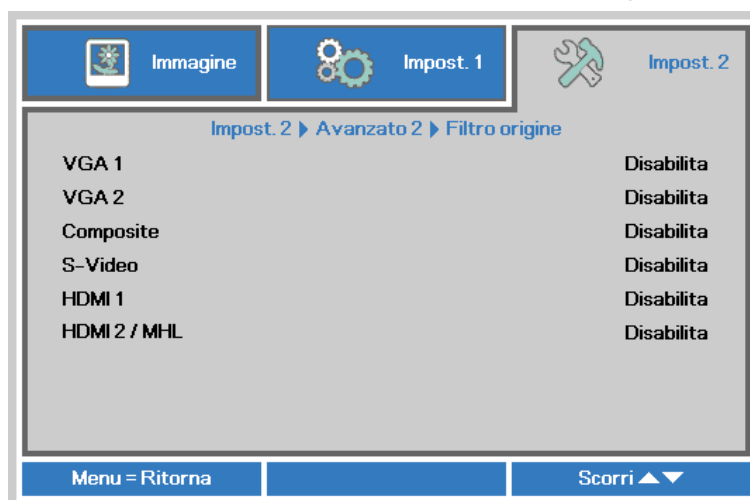 Immagine
Impost. 1
Impost. 2
Impost. 2 Avanzato 2 Filtro origine
VGA 1 Disabilita
VGA 2 Disabilita
Composite Disabilita
S-Video Disabilita
HDMI 1 Disabilita
HDMI 2 / MHL Disabilita
Menu = Ritorna
Scorri